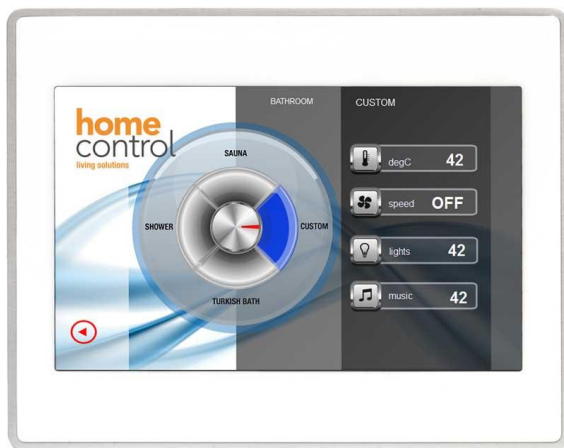 home
control
living solutions
BATHROOM
CUSTOM
SAUNA
SHOWER
CUSTOM
TURKISH BATH
degC 42
speed OFF
lights 42
music 42